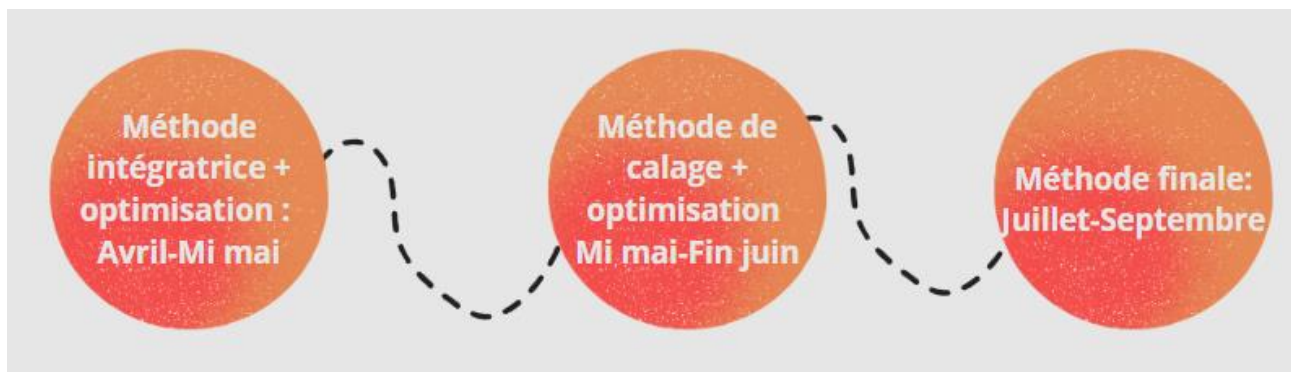 Méthode
intégratrice +
optimisation :
Avril-Mi mai
Méthode de
calage +
optimisation
Mi mai-Fin juin
Méthode finale:
Juillet-Septembre